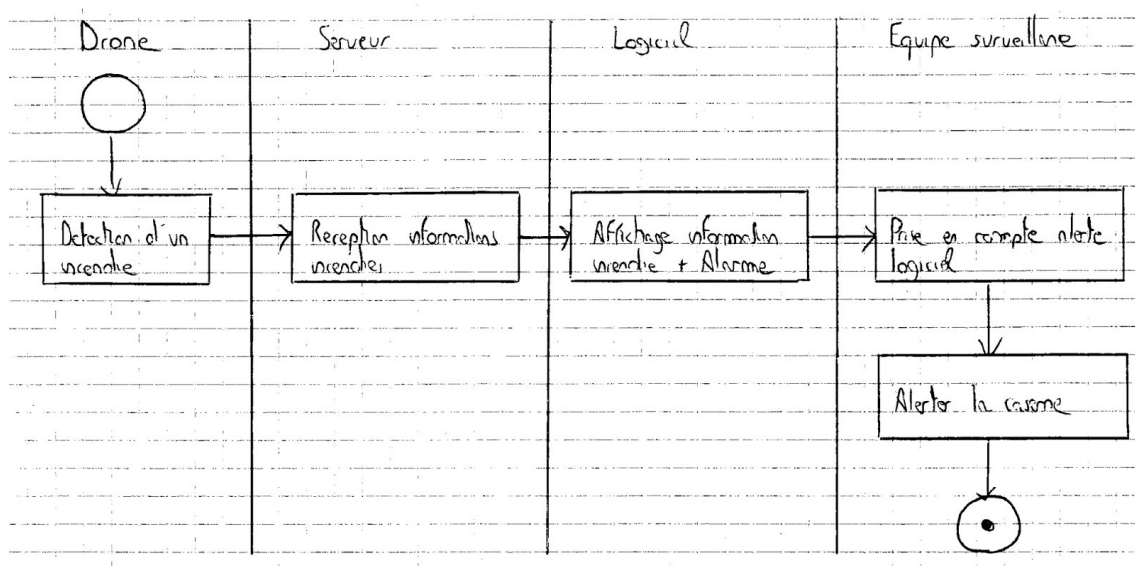 Drone
Serveur
Logiciel
Equipe surveillance
Detection d'un
incendie
Reception informations
incendies
Affichage information
incendie + Alarme
Prise en compte alerte
logiciel
Alerter la caserne